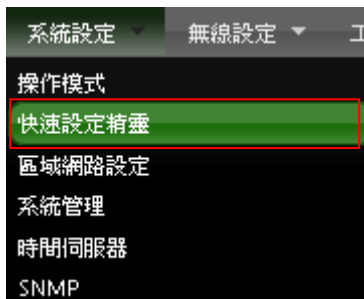 系統設定 無線設定 工
操作模式
快速設定精靈
區域網路設定
系統管理
時間伺服器
SNMP